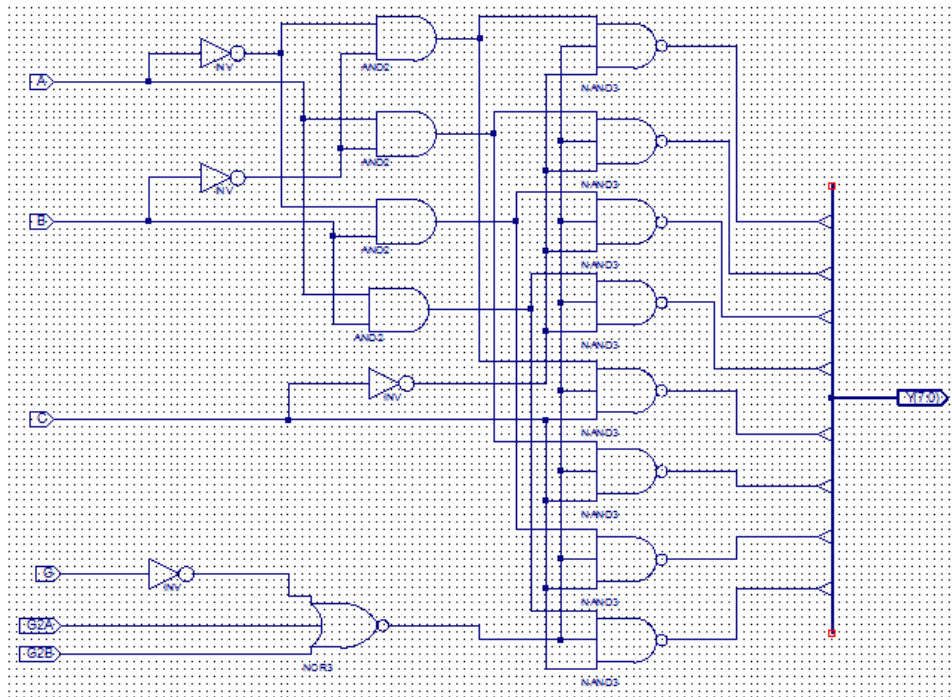 INV
AND2
A
NAND3
AND2
INV
NAND3
B
AND2
NAND3
AND2
NAND3
INV
C
NAND3
NAND3
G
INV
NAND3
G2A
G2B
NOR3
NAND3
Y(7:0)